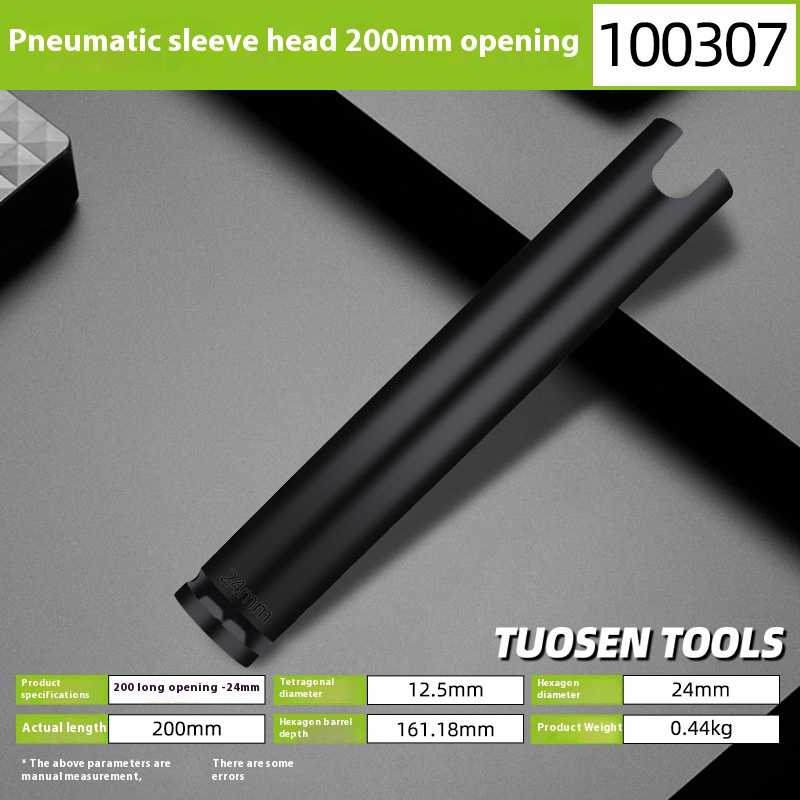 Pneumatic sleeve head 200mm opening
100307
24mm
TUOSEN TOOLS
Product
specifications
200 long opening -24mm
Tetragonal
diameter
12.5mm
Hexagon
diameter
24mm
Actual length
200mm
Hexagon barrel
depth
161.18mm
Product Weight
0.44kg
* The above parameters are
manual measurement,
There are some
errors